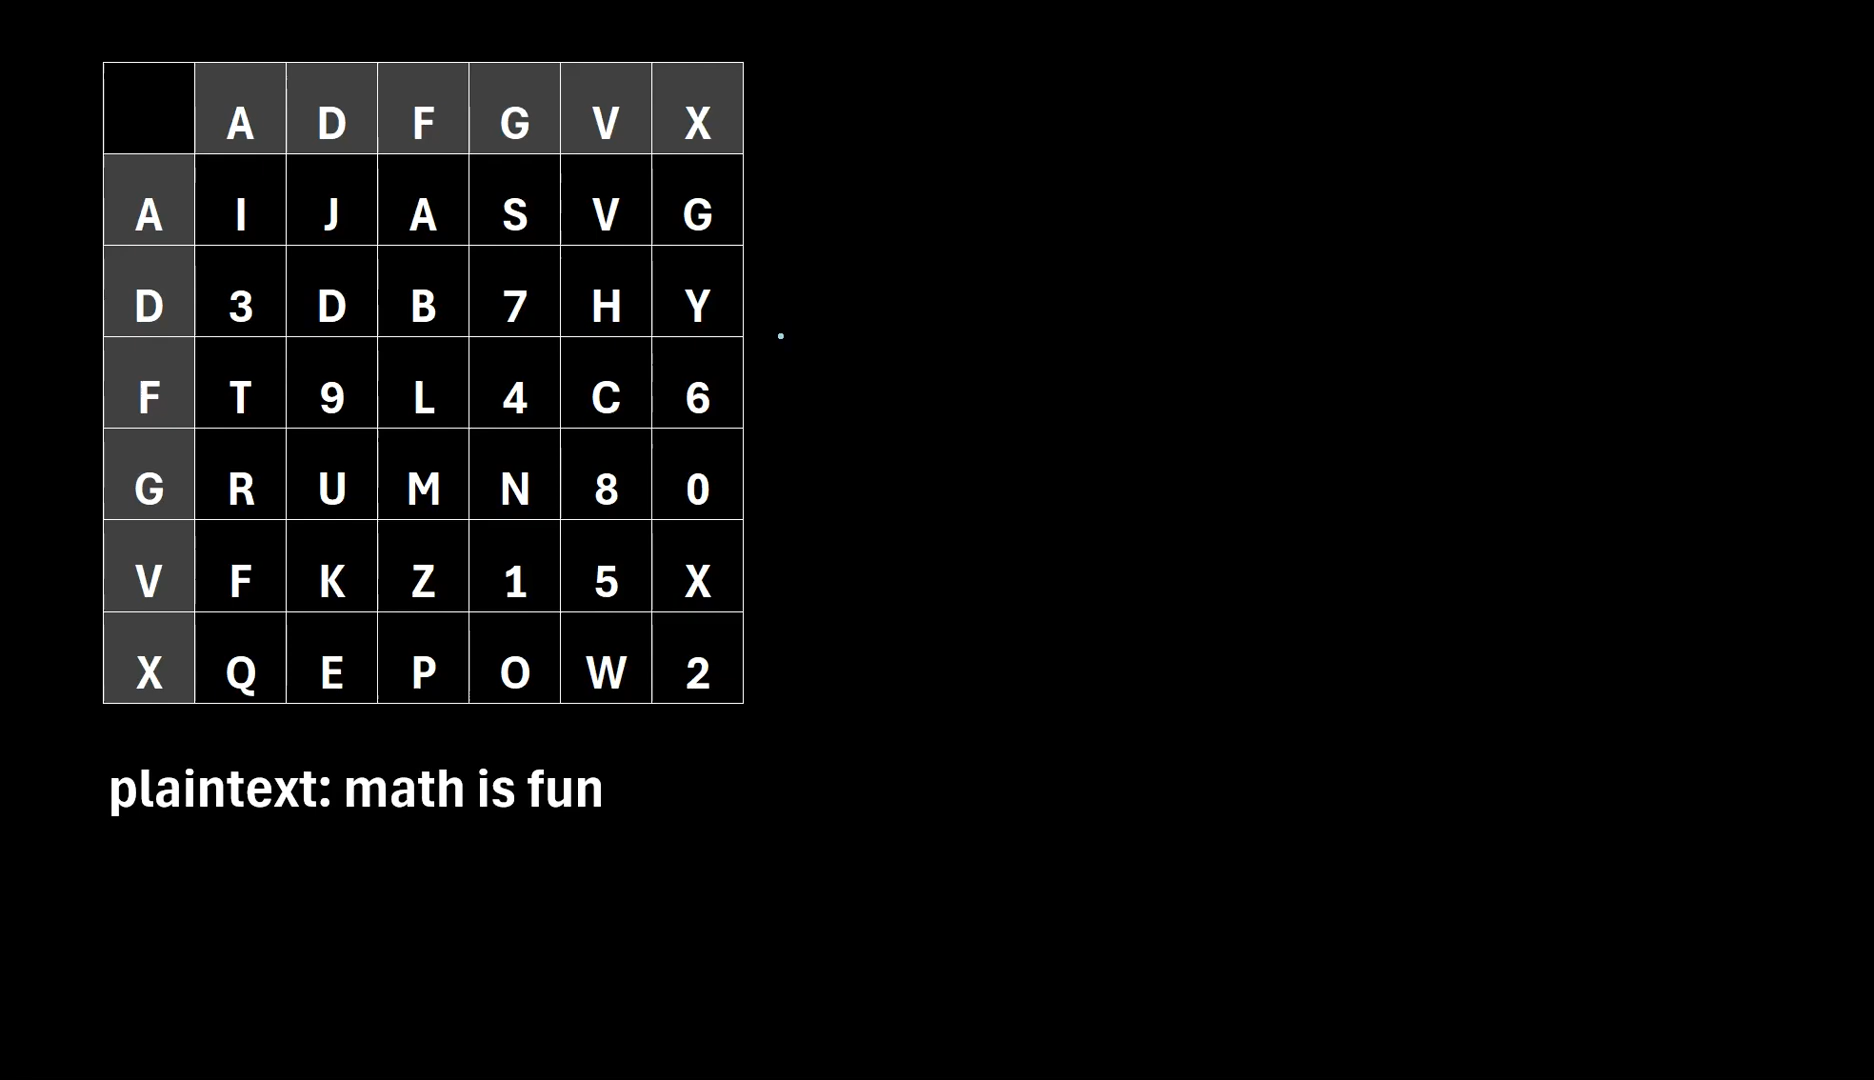 A D F G V X
A I J A S V G
D 3 D B 7 H Y
F T 9 L 4 C 6
G R U M N 8 0
V F K Z 1 5 X
X Q E P O W 2
plaintext: math is fun